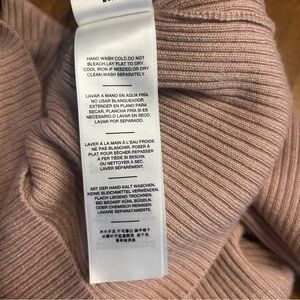 HAND WASH COLD.DO NOT
BLEACH.LAY FLAT TO DRY.
COOL IRON IF NEEDED.OR DRY
CLEAN.WASH SEPARATELY.
LAVAR A MANO EN AGUA FRIA.
NO USAR BLANQUEADOR.
EXTENDER EN PLANO PARA
SECAR. PLANCHA FRIA SI ES
NECESARIO.O LAVAR EN SECO.
LAVAR POR SEPARADO.
LAVER À LA MAIN À L'EAU FROIDE.
NE PAS BLANCHIR. POSER À
PLAT POUR SÉCHER.REPASSER
À FER TIÈDE SI BESOIN.
OU NETTOYER À SEC.
LAVER SÉPARÉMENT.
MIT DER HAND KALT WASCHEN.
KEINE BLEICHMITTEL VERWENDEN.
FLACH LIEGEND TROCKNEN.
BEI BEDARF KÜHL BÜGELN.
ODER CHEMISCH REINIGEN.
LAVARE SEPARATAMENTE.